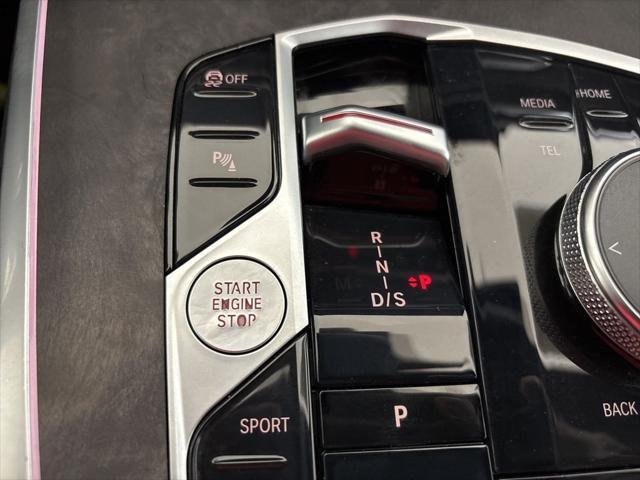 OFF
P
START
ENGINE
STOP
SPORT
R
N
D/S
P
P
MEDIA
HOME
TEL
BACK